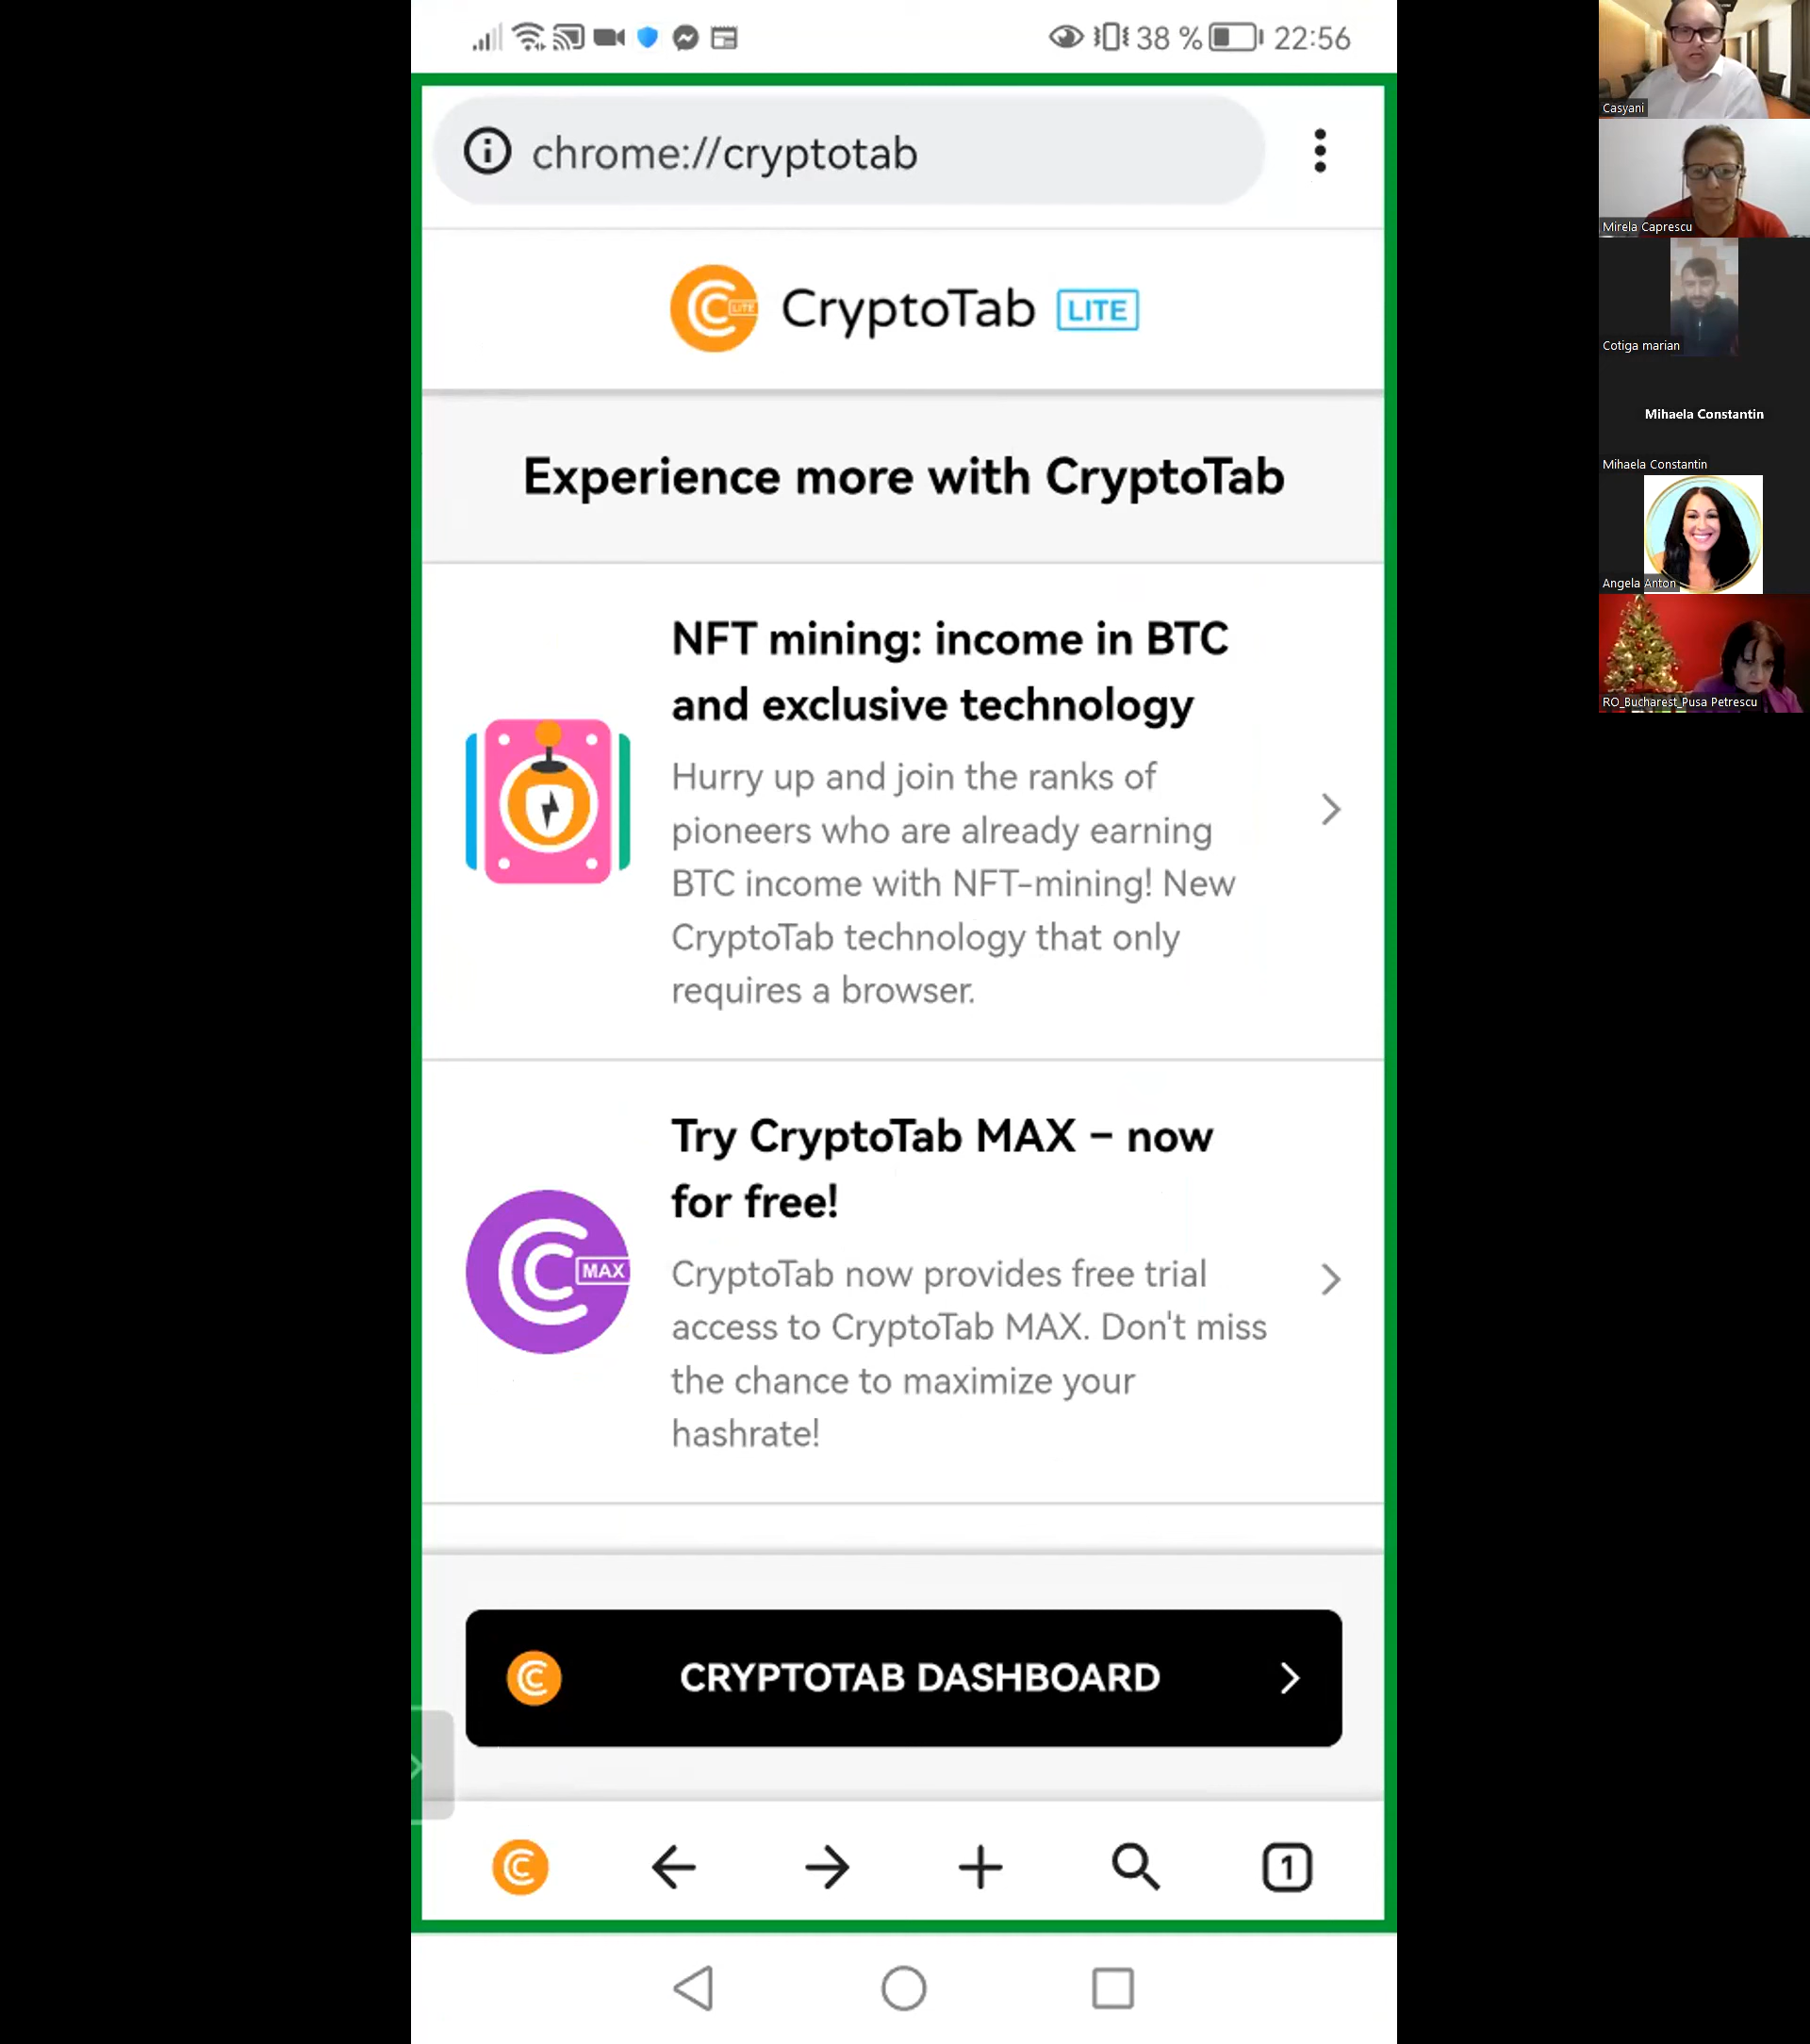 38 % 22:56
chrome://cryptotab
CryptoTab LITE
Experience more with CryptoTab
NFT mining: income in BTC
and exclusive technology
Hurry up and join the ranks of
pioneers who are already earning
BTC income with NFT-mining! New
CryptoTab technology that only
requires a browser.
Try CryptoTab MAX – now
for free!
MAX
CryptoTab now provides free trial
access to CryptoTab MAX. Don't miss
the chance to maximize your
hashrate!
CRYPTOTAB DASHBOARD
1
Casyani
Mirela Caprescu
Cotiga marian
Mihaela Constantin
Mihaela Constantin
Angela Anton
RO_Bucharest_Pusa Petrescu